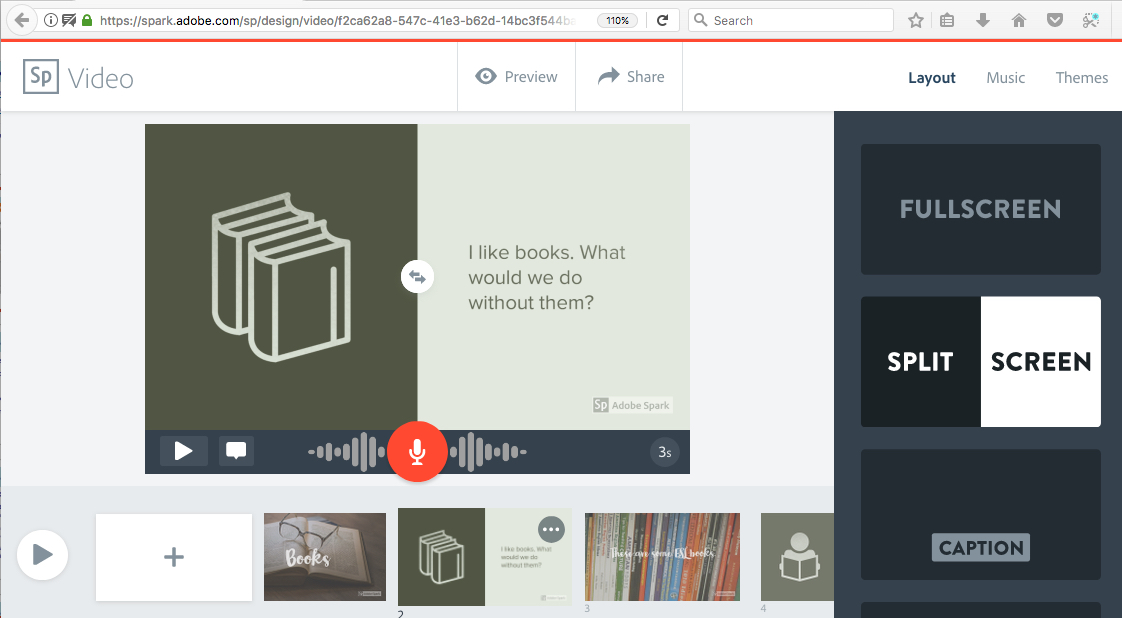 https://spark.adobe.com/sp/design/video/f2ca62a8-547c-41e3-b62d-14bc3f544ba
110%
Search
Sp Video
Preview
Share
Layout
Music
Themes
I like books. What
would we do
without them?
Sp Adobe Spark
3s
FULLSCREEN
SPLIT SCREEN
CAPTION
Books
I like books. What
would we do
without them?
These are some ESL books
2
3
4